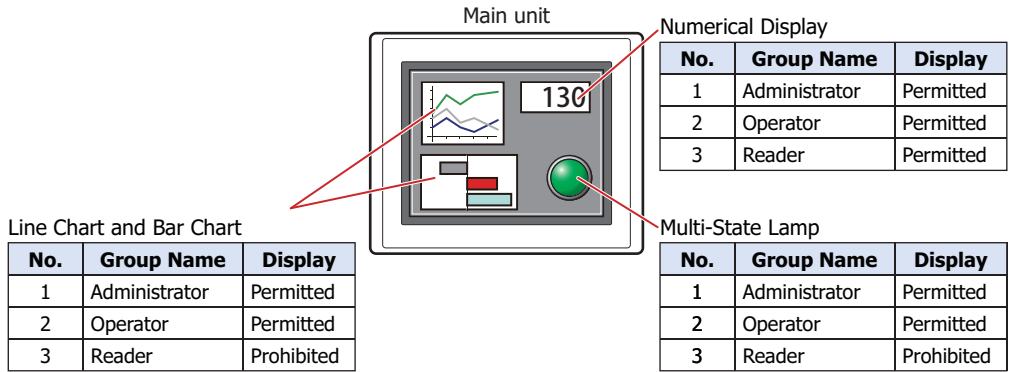 Main unit
Numerical Display
No. Group Name Display
1 Administrator Permitted
2 Operator Permitted
3 Reader Permitted
130
Line Chart and Bar Chart
No. Group Name Display
1 Administrator Permitted
2 Operator Permitted
3 Reader Prohibited
Multi-State Lamp
No. Group Name Display
1 Administrator Permitted
2 Operator Permitted
3 Reader Prohibited